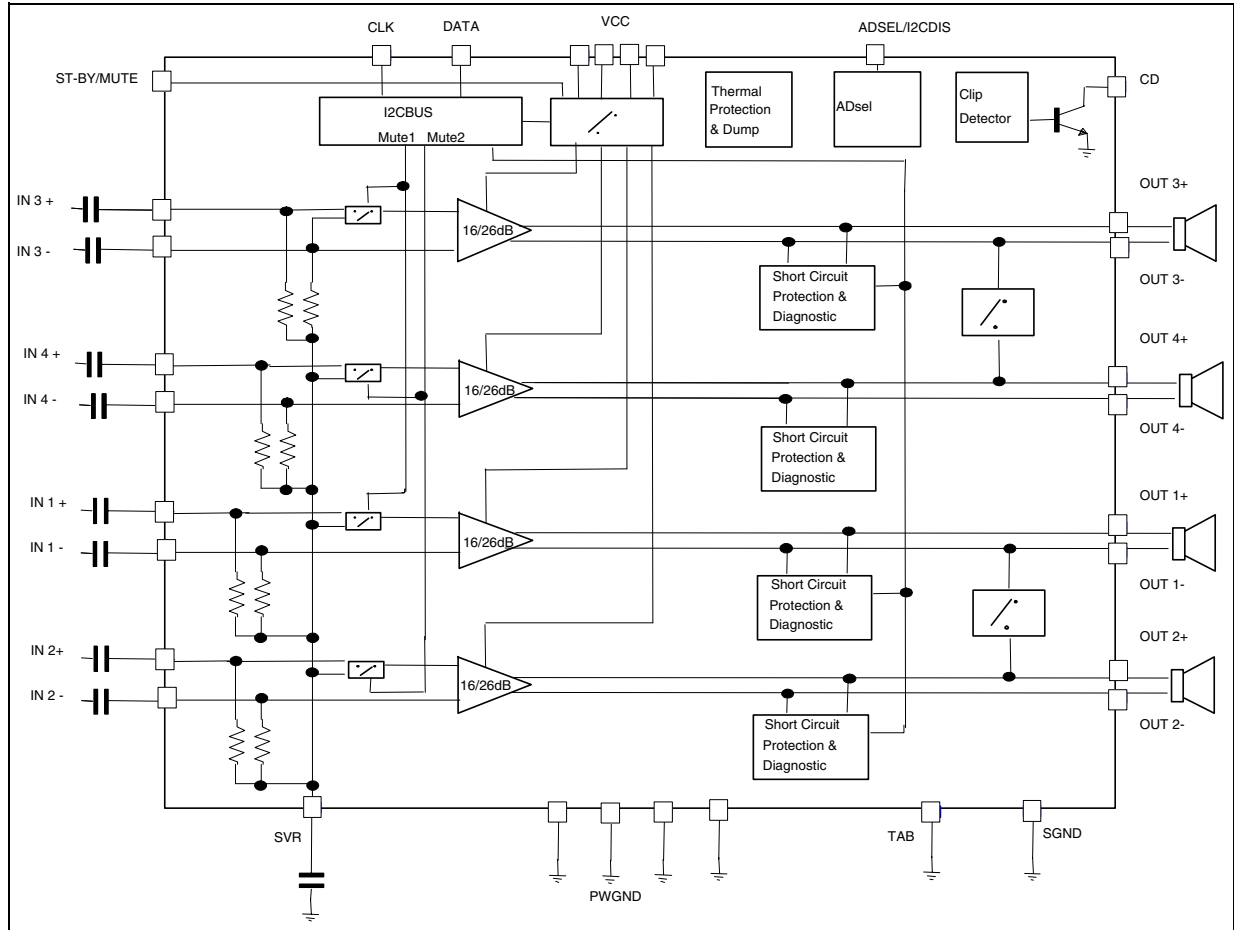 CLK
DATA
VCC
ADSEL/I2CDIS
ST-BY/MUTE
CD
I2CBUS
Mute1 Mute2
Thermal
Protection
& Dump
ADsel
Clip
Detector
IN 3 +
IN 3 -
16/26dB
Short Circuit
Protection &
Diagnostic
OUT 3+
OUT 3-
IN 4 +
IN 4 -
16/26dB
Short Circuit
Protection &
Diagnostic
OUT 4+
OUT 4-
IN 1 +
IN 1 -
16/26dB
Short Circuit
Protection &
Diagnostic
OUT 1+
OUT 1-
IN 2+
IN 2 -
16/26dB
Short Circuit
Protection &
Diagnostic
OUT 2+
OUT 2-
SVR
PWGND
TAB
SGND